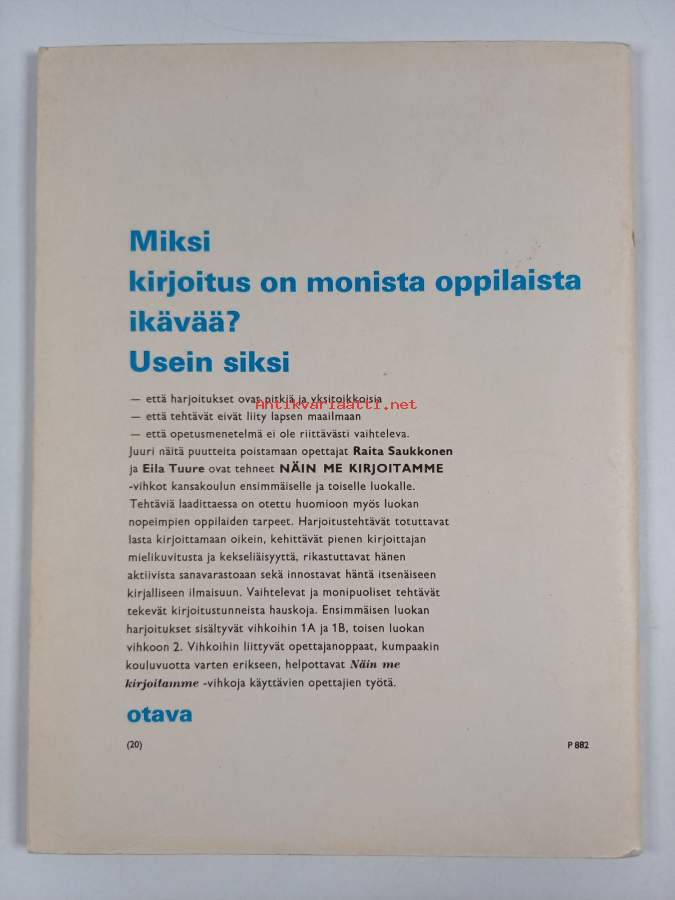 Miksi
kirjoitus on monista oppilaista
ikävää?
Usein siksi
— että harjoitukset ovat pitkiä ja yksitoikkoisia
Antikvariaatti.net
— että tehtävät eivät liity lapsen maailmaan
— että opetusmenetelmä ei ole riittävästi vaihteleva.
Juuri näitä puutteita poistamaan opettajat Raita Saukkonen
ja Eila Tuure ovat tehneet NÄIN ME KIRJOITAMME
-vihkot kansakoulun ensimmäiselle ja toiselle luokalle.
Tehtäviä laadittaessa on otettu huomioon myös luokan
nopeimpien oppilaiden tarpeet. Harjoitustehtävät totuttavat
lasta kirjoittamaan oikein, kehittävät pienen kirjoittajan
mielikuvitusta ja kekseliäisyyttä, rikastuttavat hänen
aktiivista sanavarastoaan sekä innostavat häntä itsenäiseen
kirjalliseen ilmaisuun. Vaihtelevat ja monipuoliset tehtävät
tekevät kirjoitustunneista hauskoja. Ensimmäisen luokan
harjoitukset sisältyvät vihkoihin 1A ja 1B, toisen luokan
vihkoon 2. Vihkoihin liittyvät opettajanoppaat, kumpaakin
kouluvuotta varten erikseen, helpottavat Näin me
kirjoitamme -vihkoja käyttävien opettajien työtä.
otava
(20) P 882